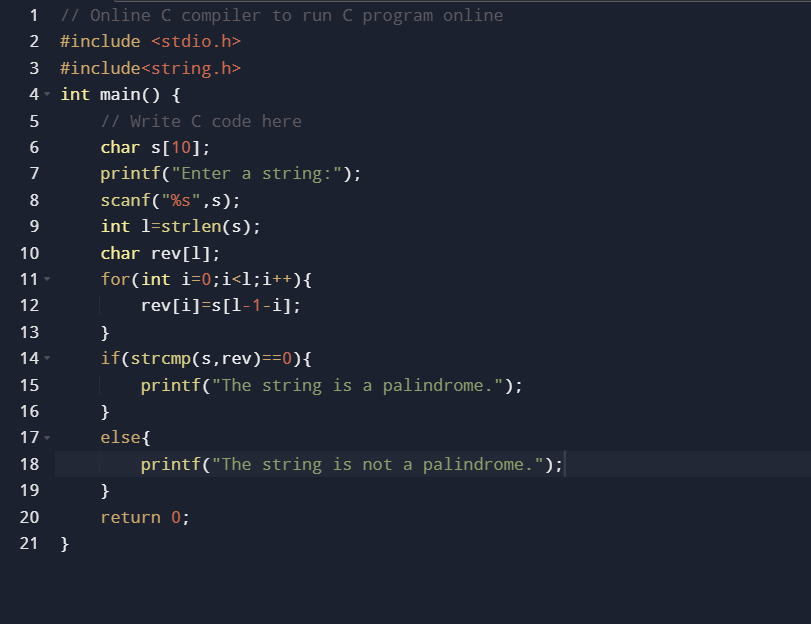 1 // Online C compiler to run C program online
2 #include <stdio.h>
3 #include<string.h>
4 int main() {
5     // Write C code here
6     char s[10];
7     printf("Enter a string:");
8     scanf("%s",s);
9     int l=strlen(s);
10     char rev[l];
11     for(int i=0;i<l;i++){
12         rev[i]=s[l-1-i];
13     }
14     if(strcmp(s,rev)==0){
15         printf("The string is a palindrome.");
16     }
17     else{
18         printf("The string is not a palindrome.");
19     }
20     return 0;
21 }